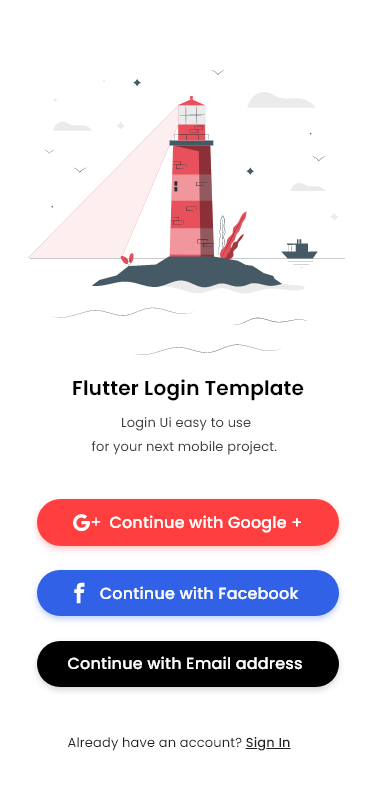 Flutter Login Template
Login Ui easy to use
for your next mobile project.
G+ Continue with Google +
f Continue with Facebook
Continue with Email address
Already have an account? Sign In